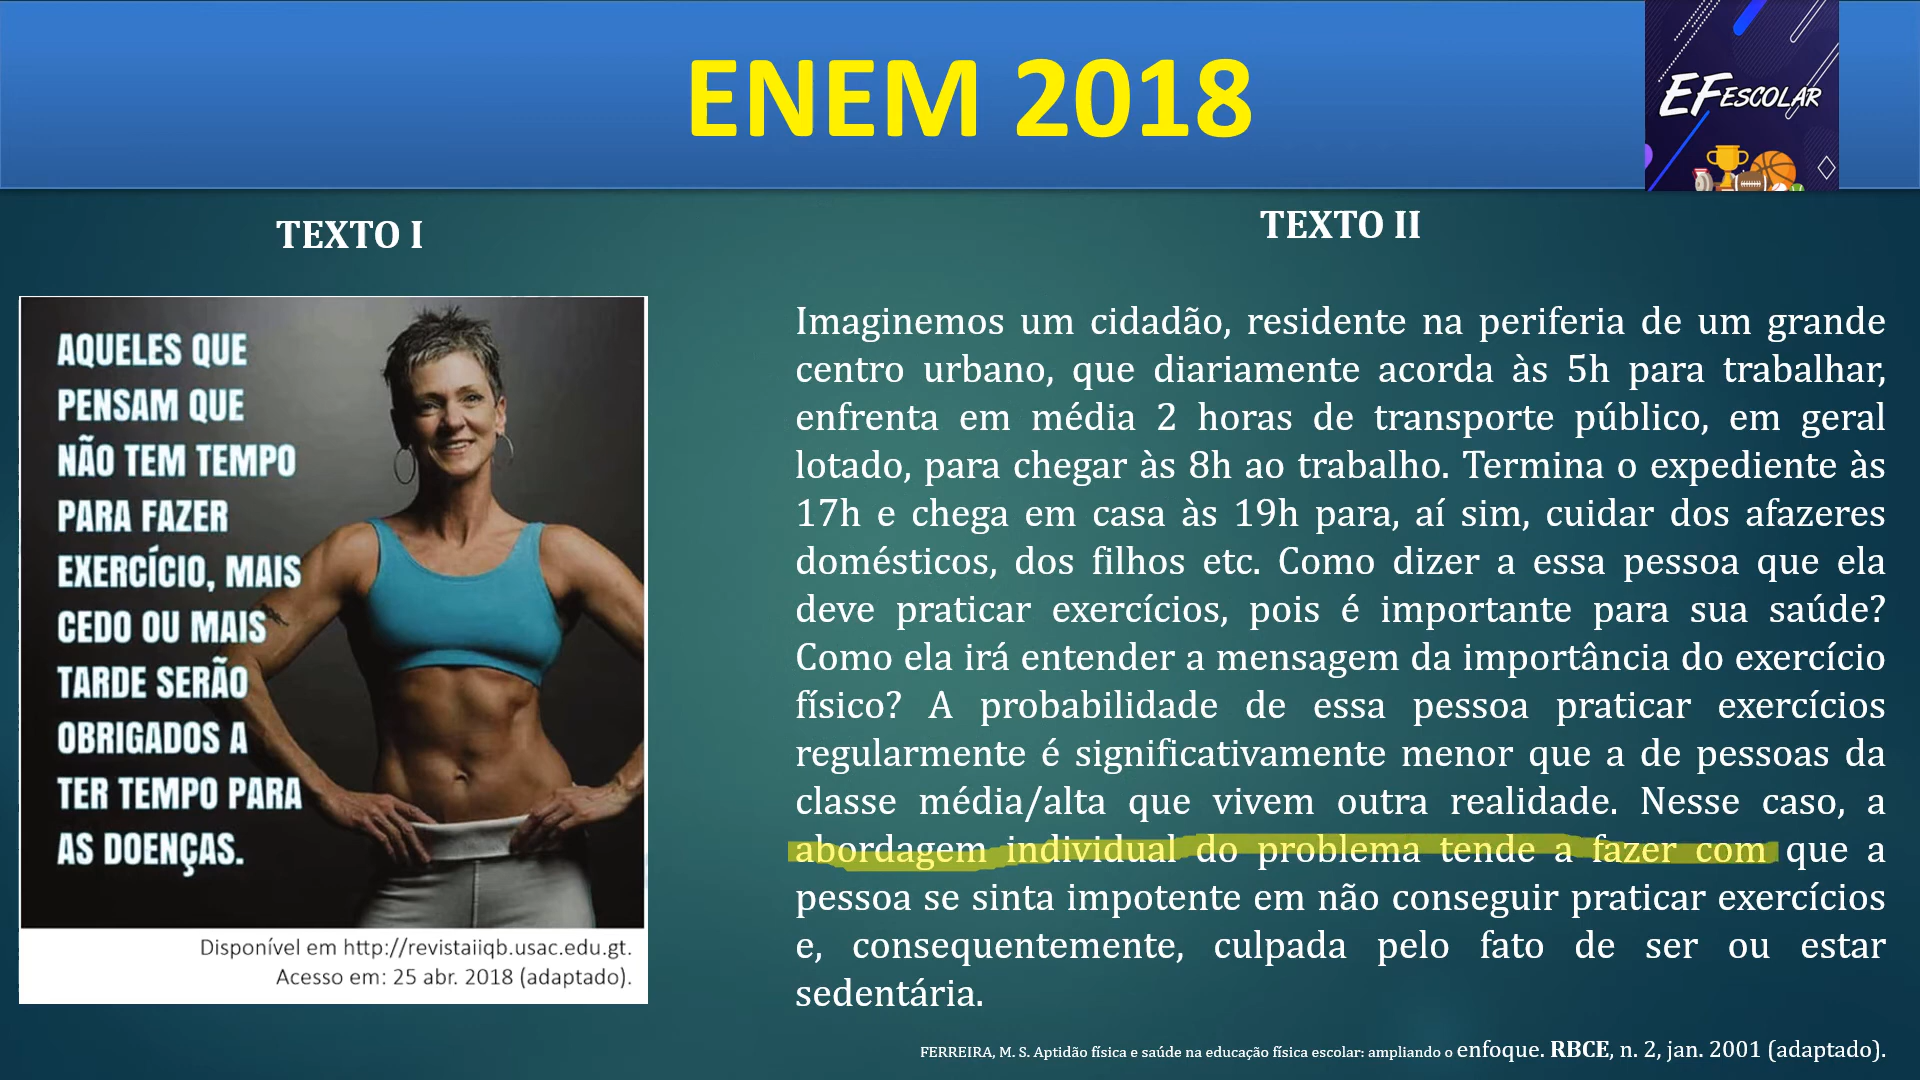 ENEM 2018
EFESCOLAR
TEXTO I
AQUELES QUE
PENSAM QUE
NÃO TEM TEMPO
PARA FAZER
EXERCÍCIO, MAIS
CEDO OU MAIS
TARDE SERÃO
OBRIGADOS A
TER TEMPO PARA
AS DOENÇAS.
Disponível em http://revistaiiqb.usac.edu.gt.
Acesso em: 25 abr. 2018 (adaptado).
TEXTO II
Imaginemos um cidadão, residente na periferia de um grande
centro urbano, que diariamente acorda às 5h para trabalhar,
enfrenta em média 2 horas de transporte público, em geral
lotado, para chegar às 8h ao trabalho. Termina o expediente às
17h e chega em casa às 19h para, aí sim, cuidar dos afazeres
domésticos, dos filhos etc. Como dizer a essa pessoa que ela
deve praticar exercícios, pois é importante para sua saúde?
Como ela irá entender a mensagem da importância do exercício
físico? A probabilidade de essa pessoa praticar exercícios
regularmente é significativamente menor que a de pessoas da
classe média/alta que vivem outra realidade. Nesse caso, a
abordagem individual do problema tende a fazer com que a
pessoa se sinta impotente em não conseguir praticar exercícios
e, consequentemente, culpada pelo fato de ser ou estar
sedentária.
FERREIRA, M. S. Aptidão física e saúde na educação física escolar: ampliando o enfoque. RBCE, n. 2, jan. 2001 (adaptado).